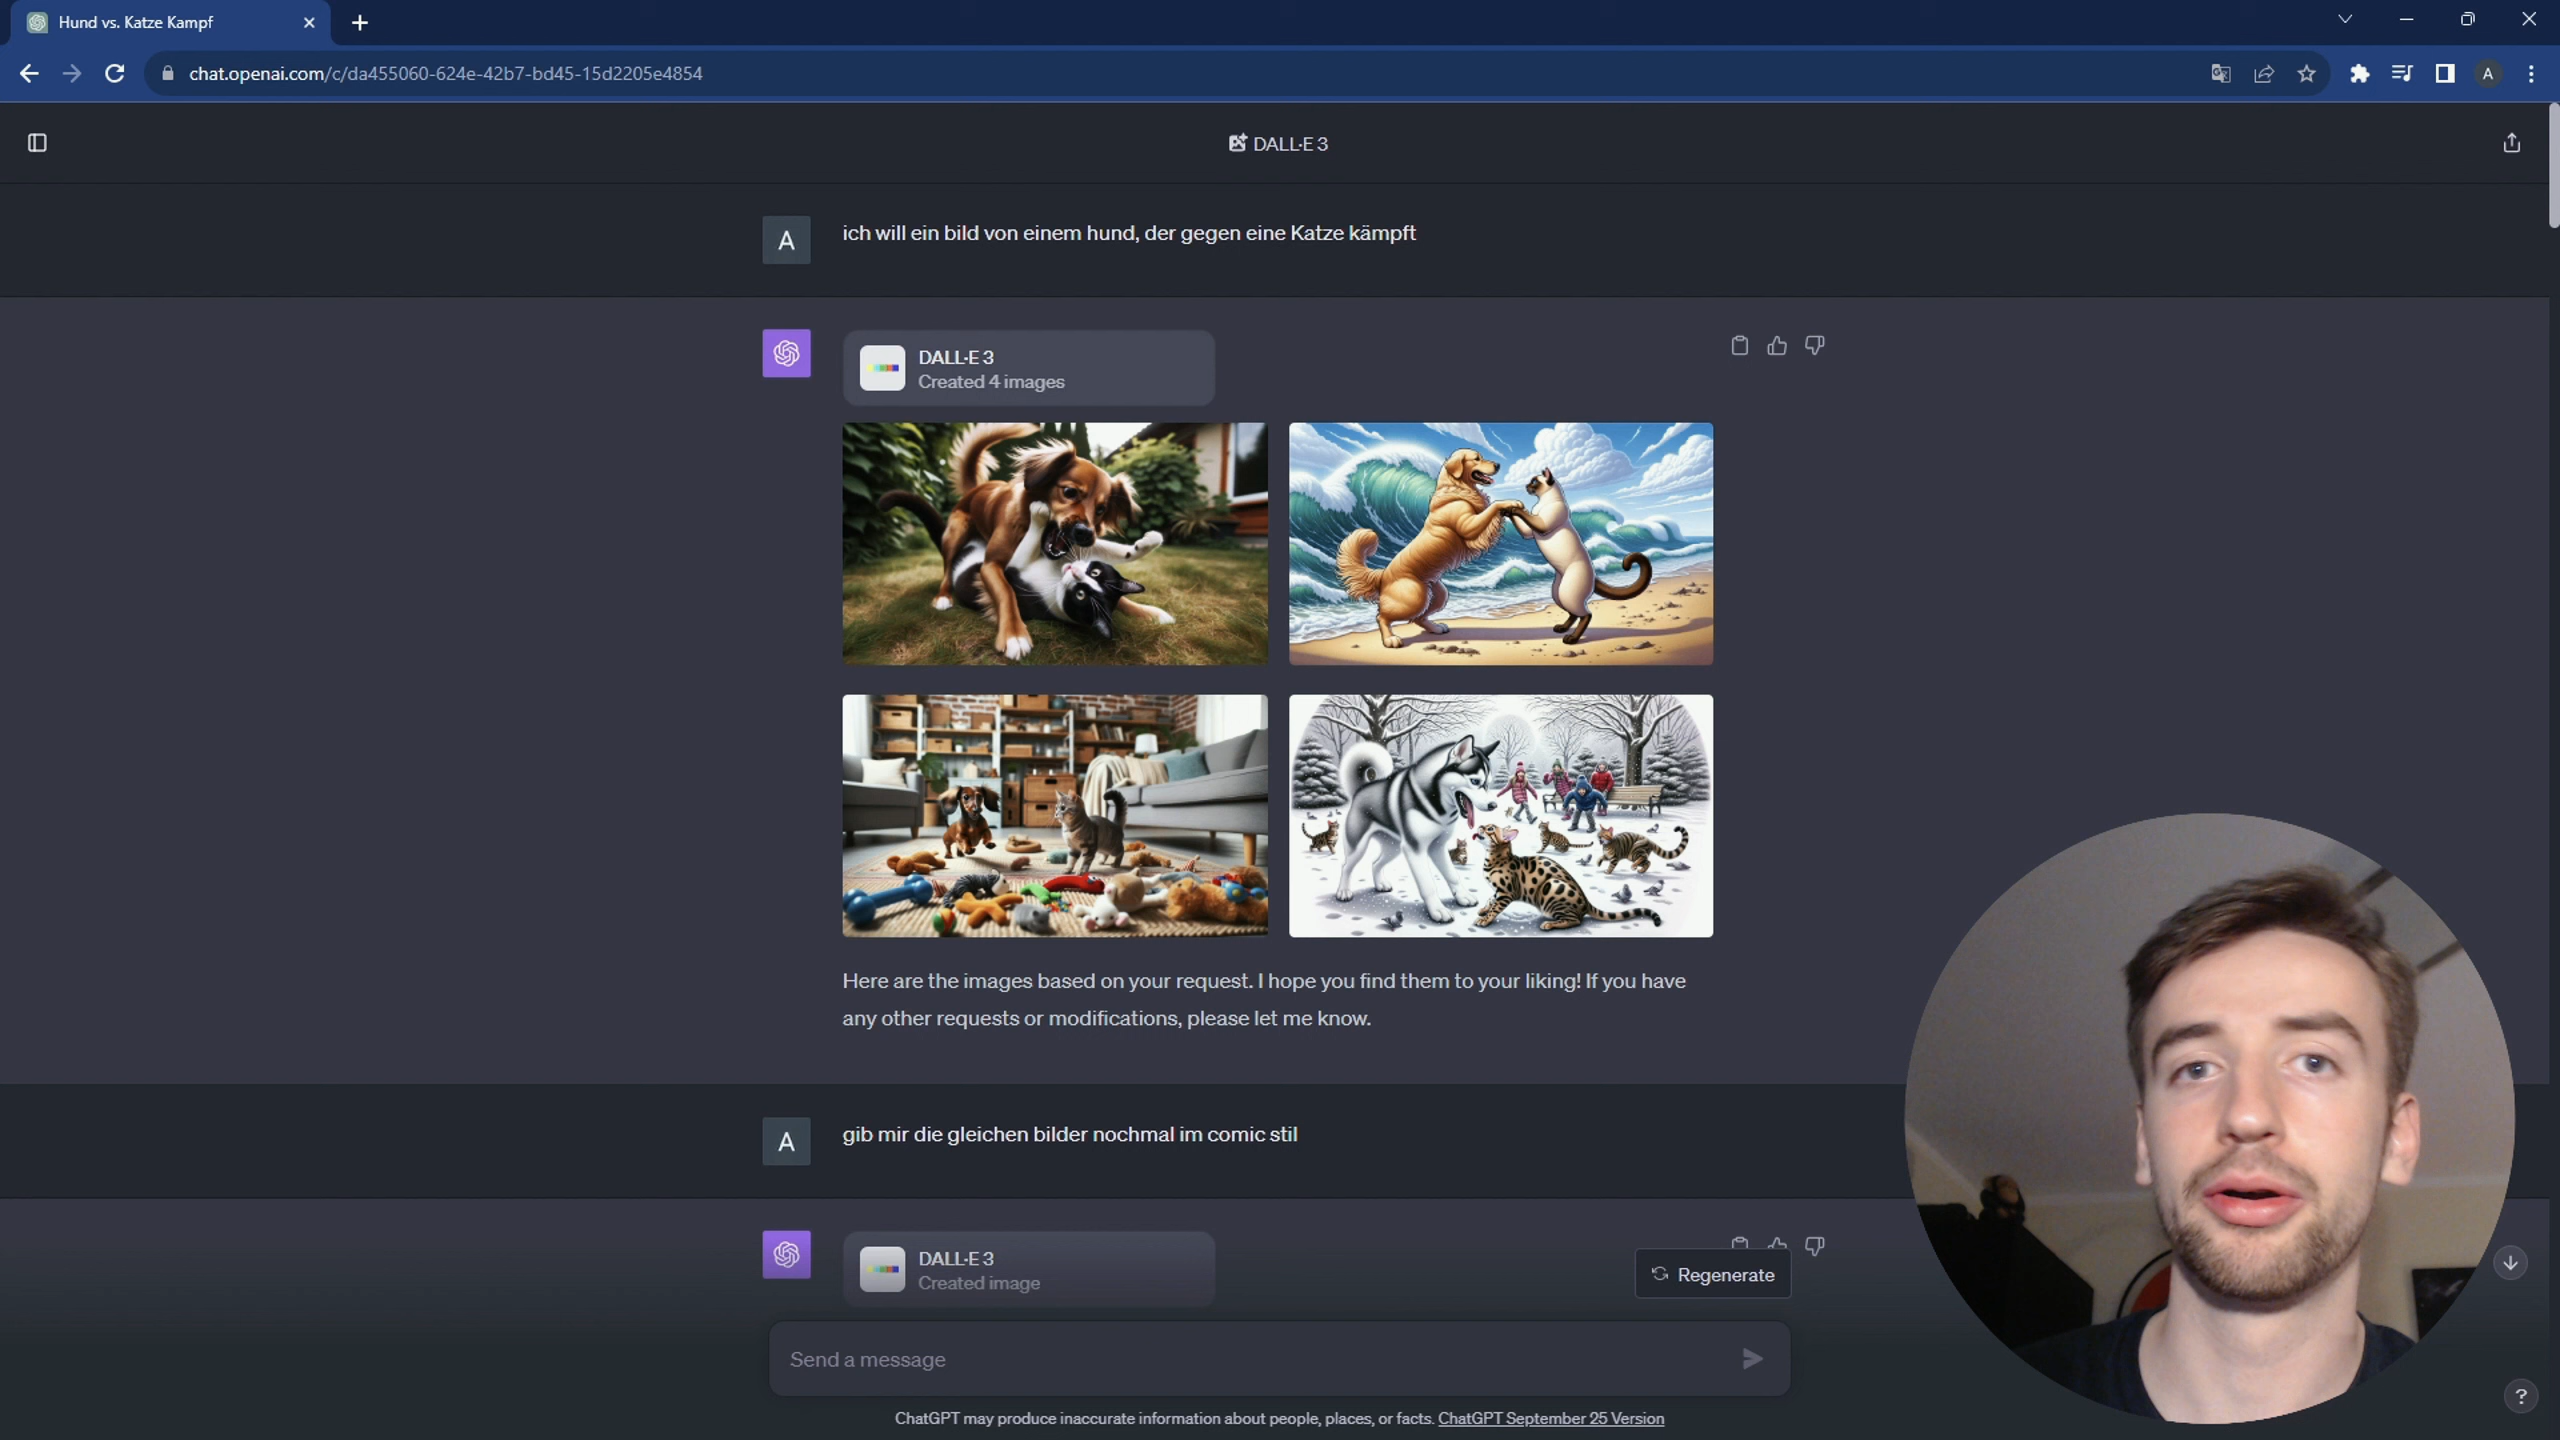 Hund vs. Katze Kampf
chat.openai.com/c/da455060-624e-42b7-bd45-15d2205e4854
A
DALL·E 3
A
ich will ein bild von einem hund, der gegen eine Katze kämpft
DALL·E 3
Created 4 images
Here are the images based on your request. I hope you find them to your liking! If you have
any other requests or modifications, please let me know.
A
gib mir die gleichen bilder nochmal im comic stil
DALL·E 3
Created image
Regenerate
Send a message
ChatGPT may produce inaccurate information about people, places, or facts. ChatGPT September 25 Version
?